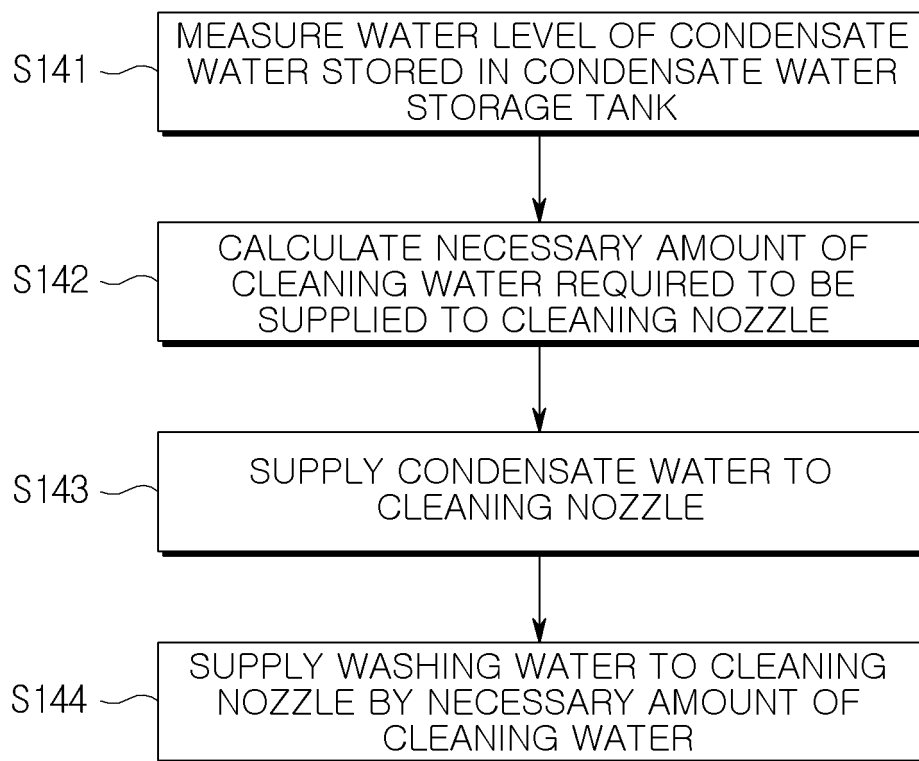 S141
MEASURE WATER LEVEL OF CONDENSATE
WATER STORED IN CONDENSATE WATER
STORAGE TANK
S142
CALCULATE NECESSARY AMOUNT OF
CLEANING WATER REQUIRED TO BE
SUPPLIED TO CLEANING NOZZLE
S143
SUPPLY CONDENSATE WATER TO
CLEANING NOZZLE
S144
SUPPLY WASHING WATER TO CLEANING
NOZZLE BY NECESSARY AMOUNT OF
CLEANING WATER